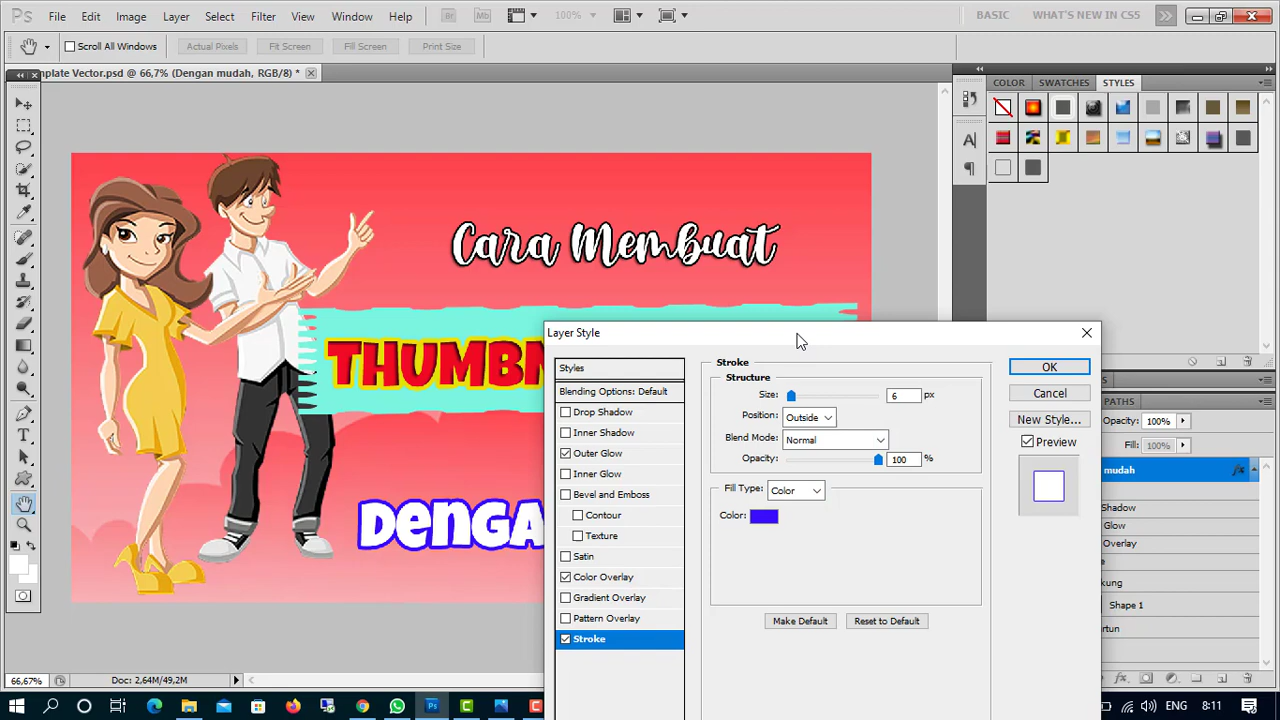 Ps File Edit Image Layer Select Filter View Window Help Br Mb 100% BASIC WHAT'S NEW IN CS5
Scroll All Windows Actual Pixels Fit Screen Fill Screen Print Size
mplate Vector.psd @ 66,7% (Dengan mudah, RGB/8) *
COLOR SWATCHES STYLES
Cara Membuat
THUMBN
DENGA
Layer Style
Styles
Blending Options: Default
Drop Shadow
Inner Shadow
Outer Glow
Inner Glow
Bevel and Emboss
Contour
Texture
Satin
Color Overlay
Gradient Overlay
Pattern Overlay
Stroke
Stroke
Structure
Size: 6 px
Position: Outside
Blend Mode: Normal
Opacity: 100 %
Fill Type: Color
Color:
Make Default Reset to Default
OK
Cancel
New Style...
Preview
PATHS
Opacity: 100%
Fill: 100%
mudah fx
Shadow
Glow
Overlay
kung
Shape 1
rtun
66,67% Doc: 2,64M/49,2M
ENG 8:11